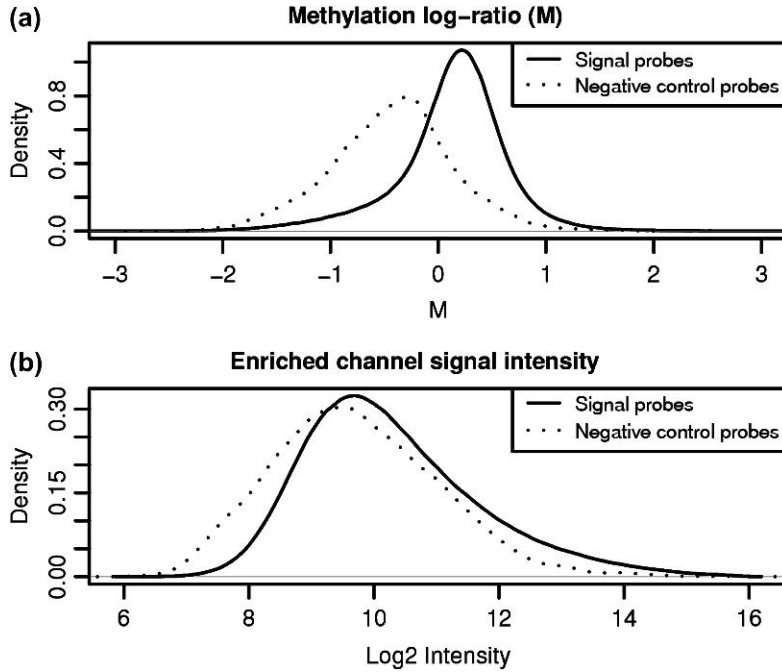 (a)
Methylation log−ratio (M)
Signal probes
Negative control probes
Density
0.0
0.4
0.8
−3
−2
−1
0
1
2
3
M
(b)
Enriched channel signal intensity
Signal probes
Negative control probes
Density
0.00
0.15
0.30
6
8
10
12
14
16
Log2 Intensity